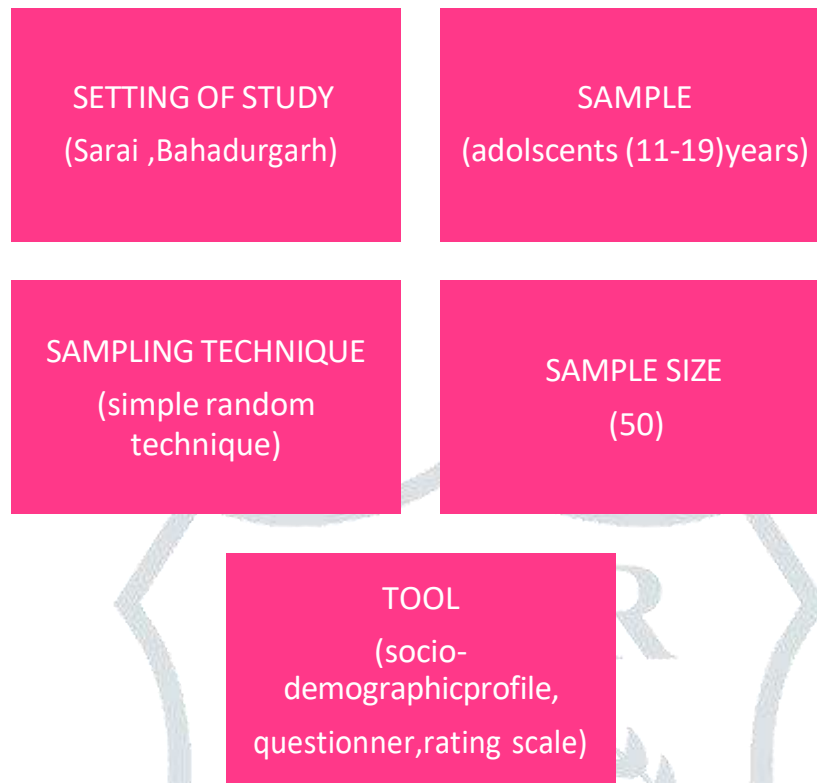 SETTING OF STUDY
(Sarai ,Bahadurgarh)
SAMPLE
(adolscents (11-19)years)
SAMPLING TECHNIQUE
(simple random
technique)
SAMPLE SIZE
(50)
TOOL
(socio-
demographicprofile,
questionner,rating scale)
R